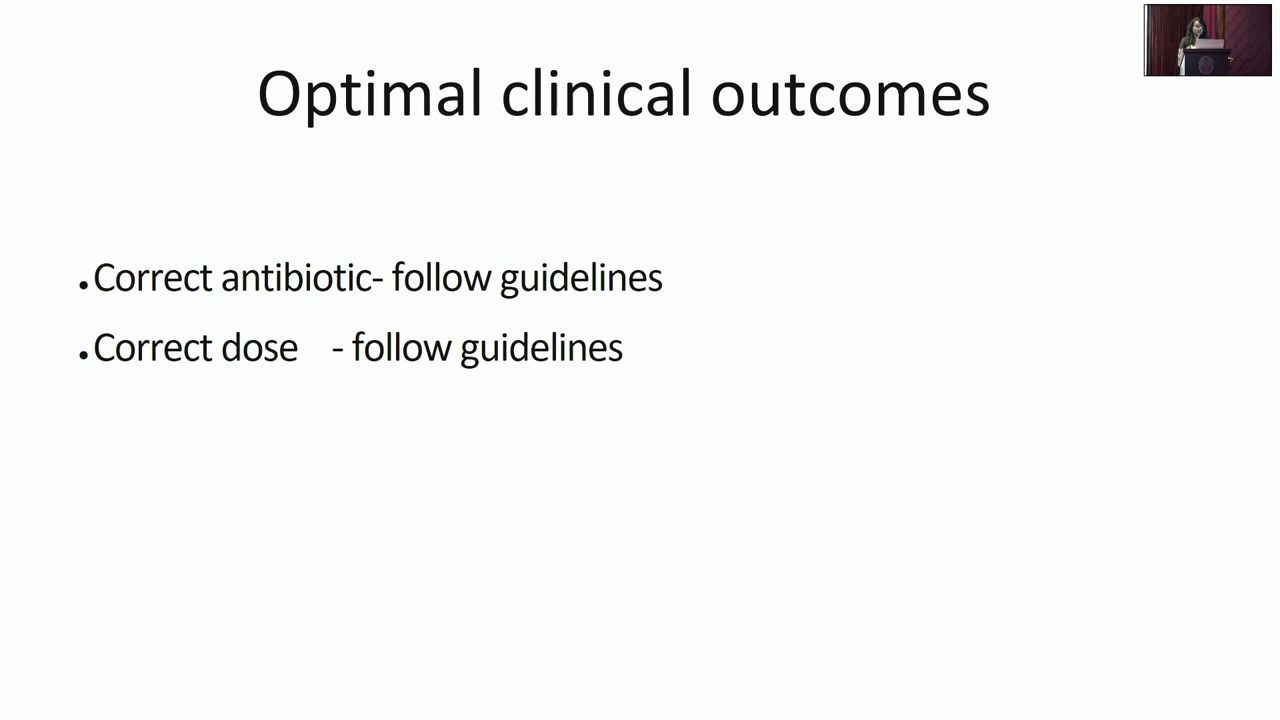 Optimal clinical outcomes
• Correct antibiotic- follow guidelines
• Correct dose - follow guidelines